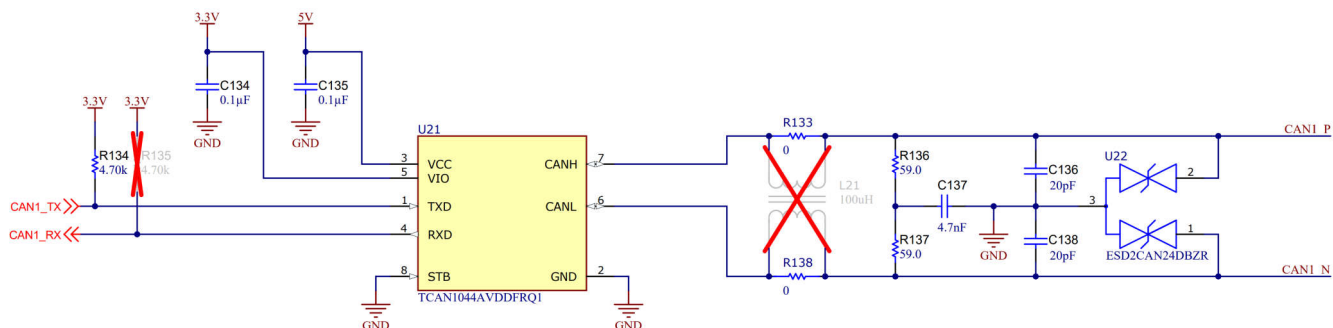 3.3V
5V
C134
0.1µF
C135
0.1µF
GND
GND
3.3V
3.3V
R134
4.70k
R135
4.70k
CAN1_TX
CAN1_RX
U21
3
VCC
5
VIO
1
TXD
4
RXD
8
STB
CANH
7
CANL
6
GND
2
TCAN1044AVDDFRQ1
GND
GND
R133
0
L21
100uH
R138
0
R136
59.0
R137
59.0
C137
4.7nF
GND
C136
20pF
C138
20pF
U22
3
2
1
ESD2CAN24DBZR
CAN1_P
CAN1_N